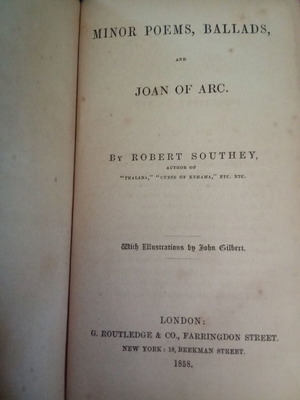 MINOR POEMS, BALLADS,
AND
JOAN OF ARC.
BY ROBERT SOUTHEY,
AUTHOR OF
"THALABA," "CURSE OF KEHAMA," ETC. ETC.
With Illustrations by John Gilbert.
LONDON:
G. ROUTLEDGE & CO., FARRINGDON STREET.
NEW YORK: 18, BEEKMAN STREET.
1858.